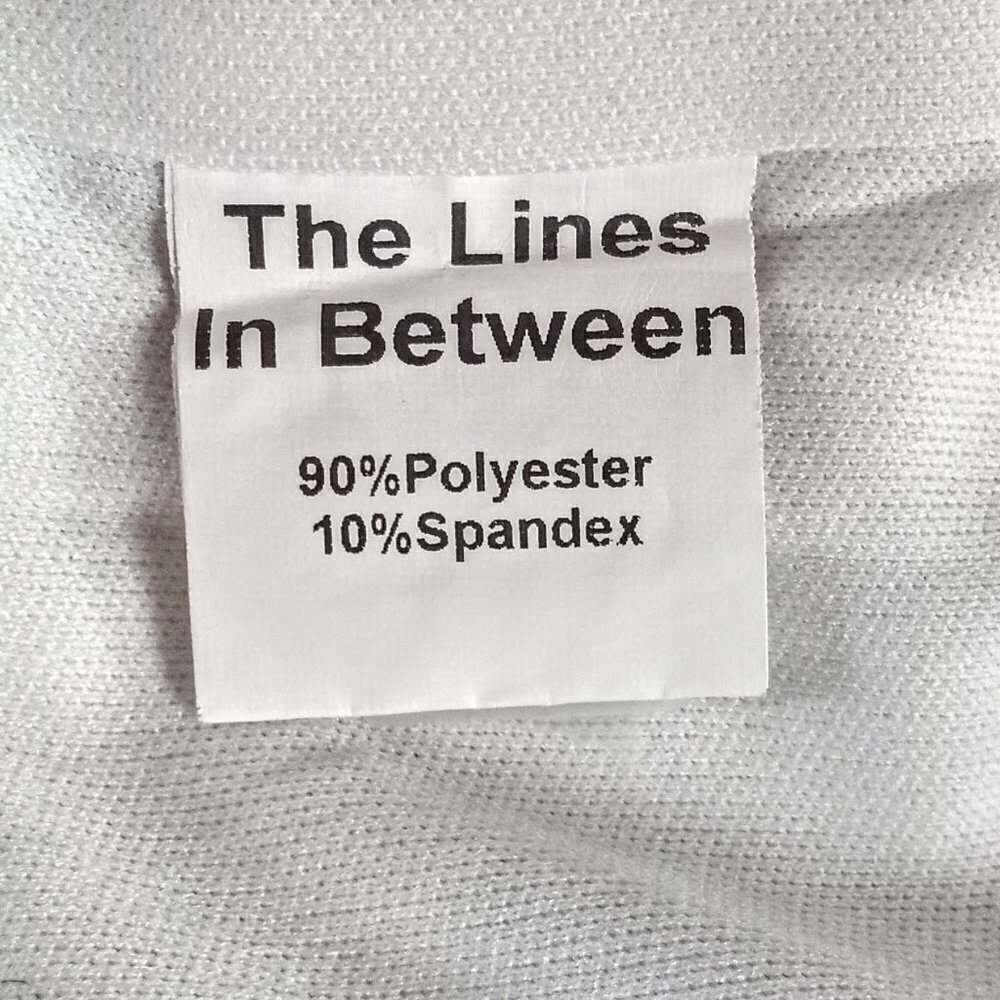 The Lines
In Between
90%Polyester
10%Spandex